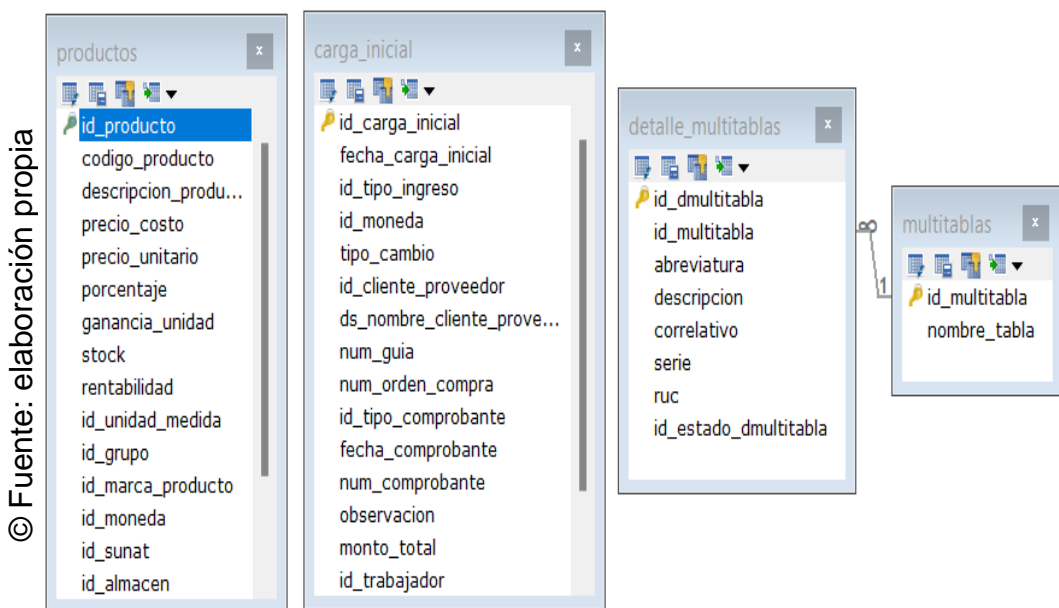 © Fuente: elaboración propia
productos
x
id_producto
codigo_producto
descripcion_produ...
precio_costo
precio_unitario
porcentaje
ganancia_unidad
stock
rentabilidad
id_unidad_medida
id_grupo
id_marca_producto
id_moneda
id_sunat
id_almacen
carga_inicial
x
id_carga_inicial
fecha_carga_inicial
id_tipo_ingreso
id_moneda
tipo_cambio
id_cliente_proveedor
ds_nombre_cliente_prove...
num_guia
num_orden_compra
id_tipo_comprobante
fecha_comprobante
num_comprobante
observacion
monto_total
id_trabajador
detalle_multitablas
x
id_dmultitabla
id_multitabla
abreviatura
descripcion
correlativo
serie
ruc
id_estado_dmultitabla
∞
1
multitablas
x
id_multitabla
nombre_tabla